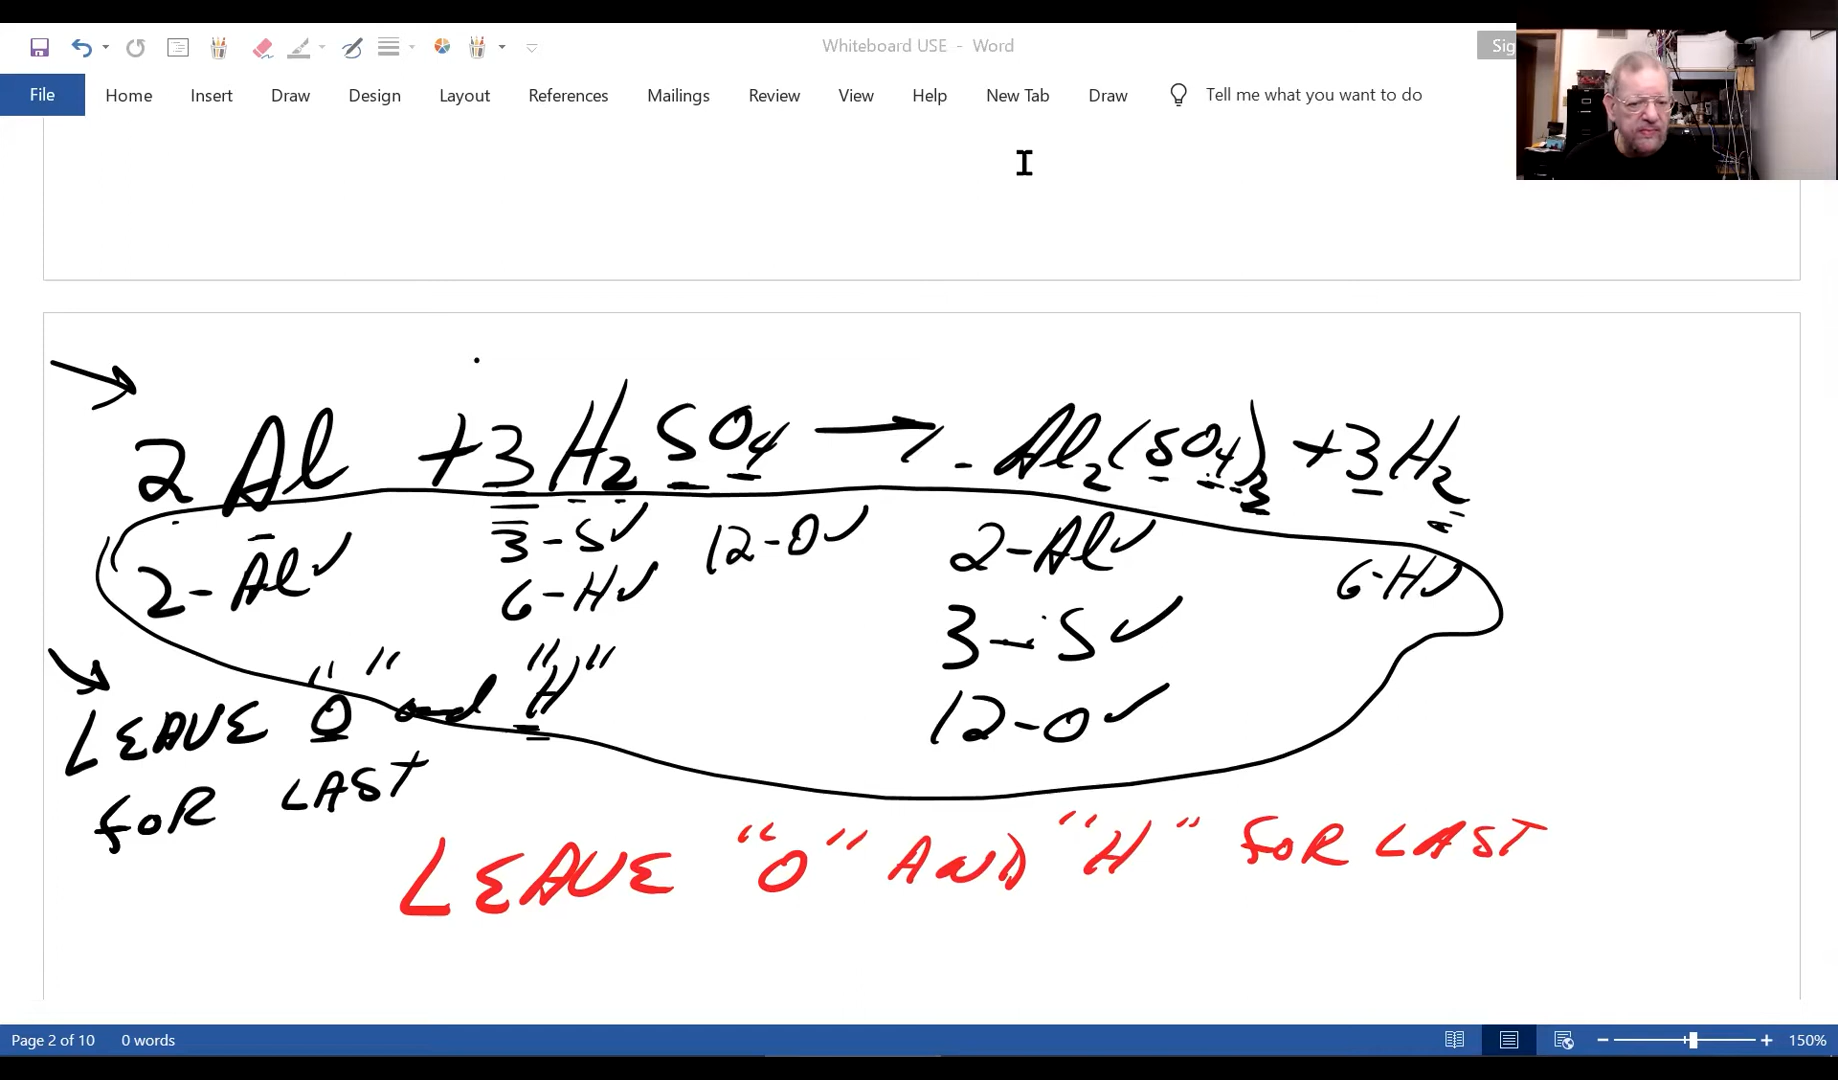 Whiteboard USE - Word
Sig
File Home Insert Draw Design Layout References Mailings Review View Help New Tab Draw Tell me what you want to do
2 Al + 3 H₂SO₄ → Al₂(SO₄)₃ + 3 H₂
2-Al✓ 3-S✓ 12-O✓ 2-Al✓ 6-H✓
6-H✓ 3-S✓
12-O✓
LEAVE "O" and "H"
FOR LAST
LEAVE "O" AND "H" FOR LAST
Page 2 of 10 0 words 150%